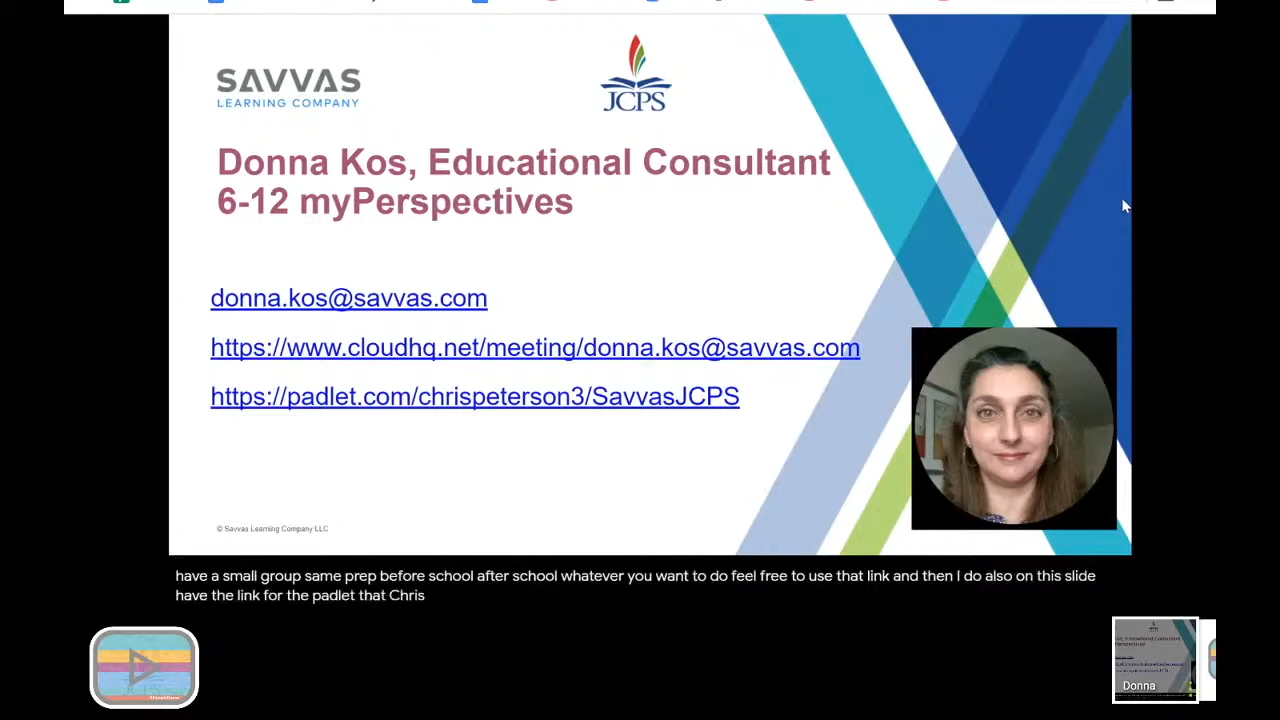 SAVVAS
LEARNING COMPANY
JCPS
Donna Kos, Educational Consultant
6-12 myPerspectives
donna.kos@savvas.com
https://www.cloudhq.net/meeting/donna.kos@savvas.com
https://padlet.com/chrispeterson3/SavvasJCPS
© Savvas Learning Company LLC
have a small group same prep before school after school whatever you want to do feel free to use that link and then I do also on this slide
have the link for the padlet that Chris
Donna